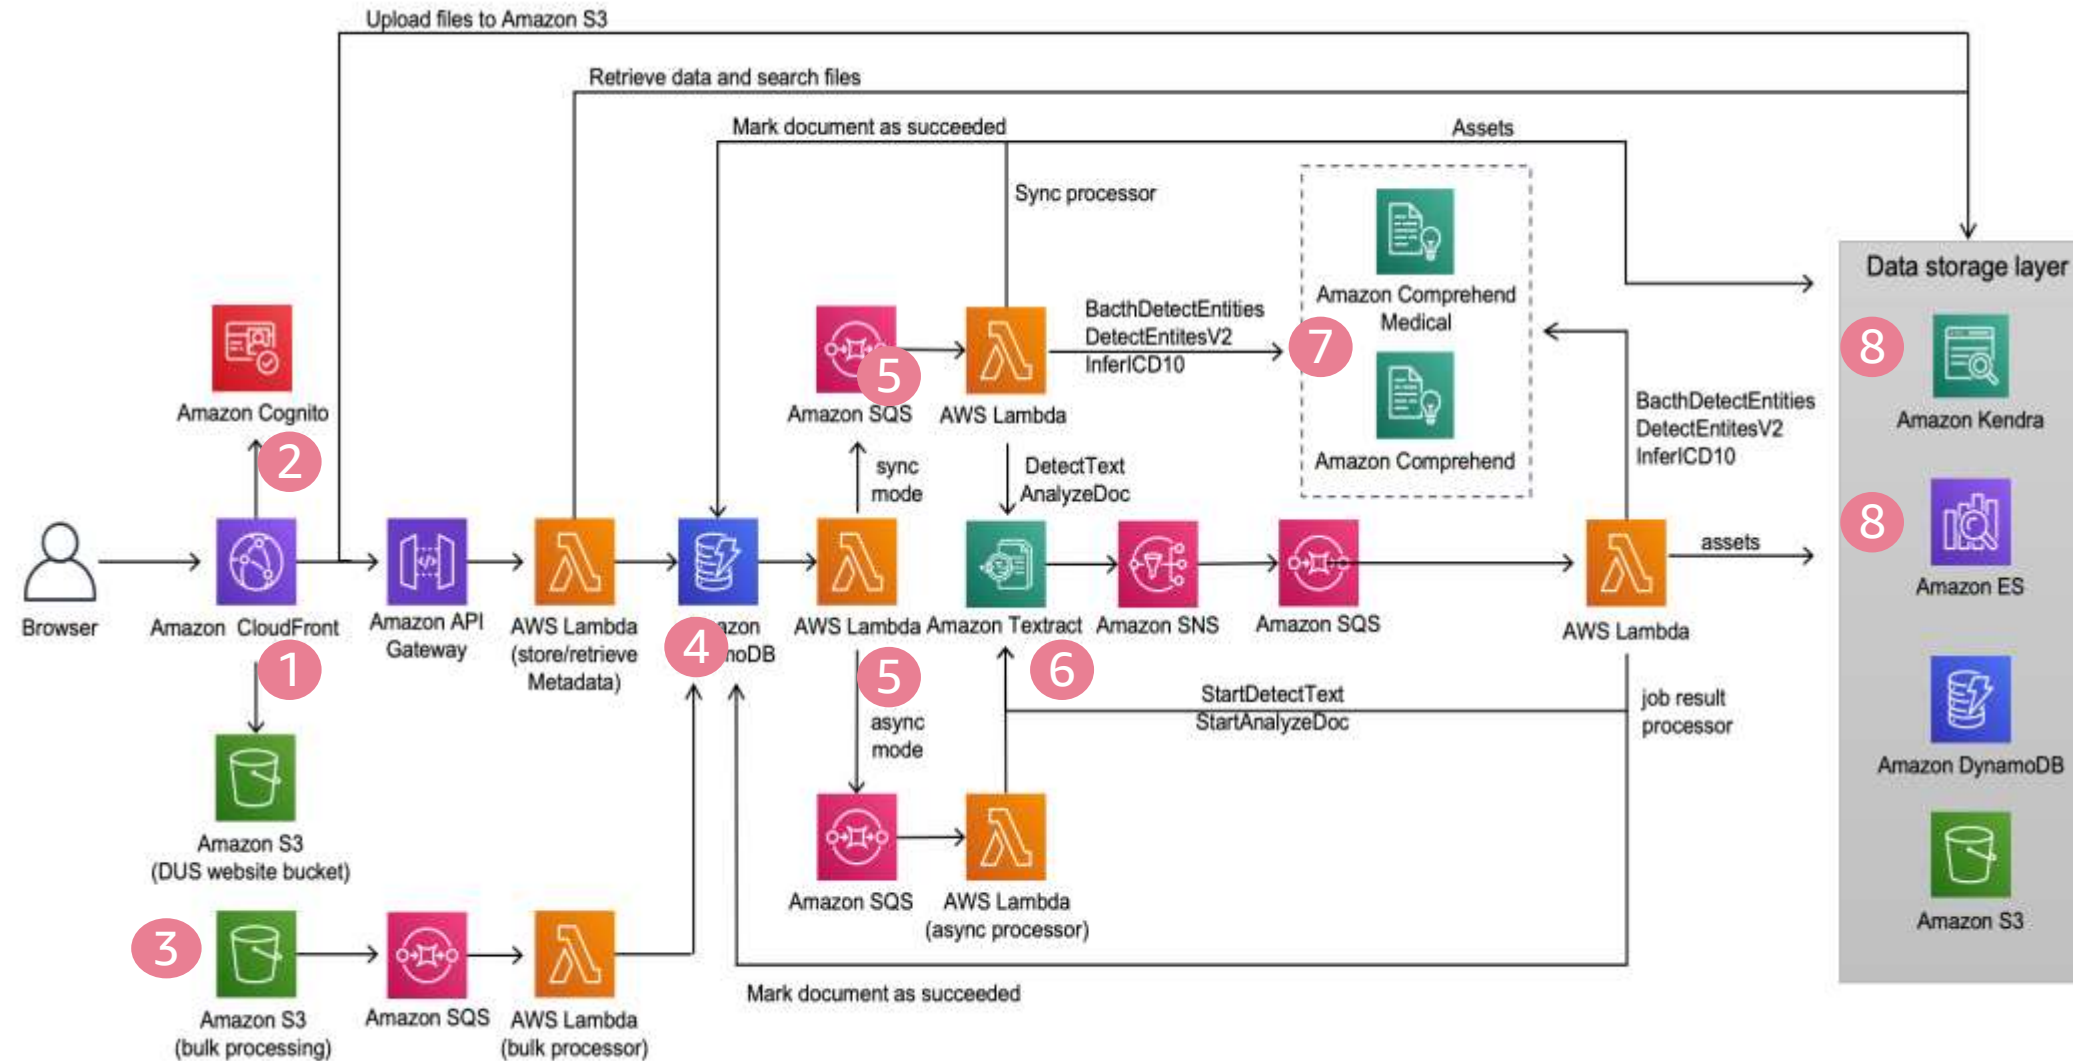 Upload files to Amazon S3
Retrieve data and search files
Mark document as succeeded
Assets
Sync processor
Data storage layer
Amazon Comprehend
Medical
BacthDetectEntities
DetectEntitesV2
InferICD10
7
8
5
Amazon Cognito
Amazon SQS
AWS Lambda
BacthDetectEntities
DetectEntitesV2
InferICD10
Amazon Kendra
2
sync
mode
DetectText
AnalyzeDoc
Amazon Comprehend
8
assets
Amazon ES
Browser
Amazon CloudFront
Amazon API
Gateway
AWS Lambda
(store/retrieve
Metadata)
4
AWS Lambda
Amazon Textract
Amazon SNS
Amazon SQS
AWS Lambda
1
5
6
async
mode
StartDetectText
StartAnalyzeDoc
job result
processor
Amazon DynamoDB
Amazon S3
(DUS website bucket)
Amazon SQS
AWS Lambda
(async processor)
Amazon S3
3
Mark document as succeeded
Amazon S3
(bulk processing)
Amazon SQS
AWS Lambda
(bulk processor)